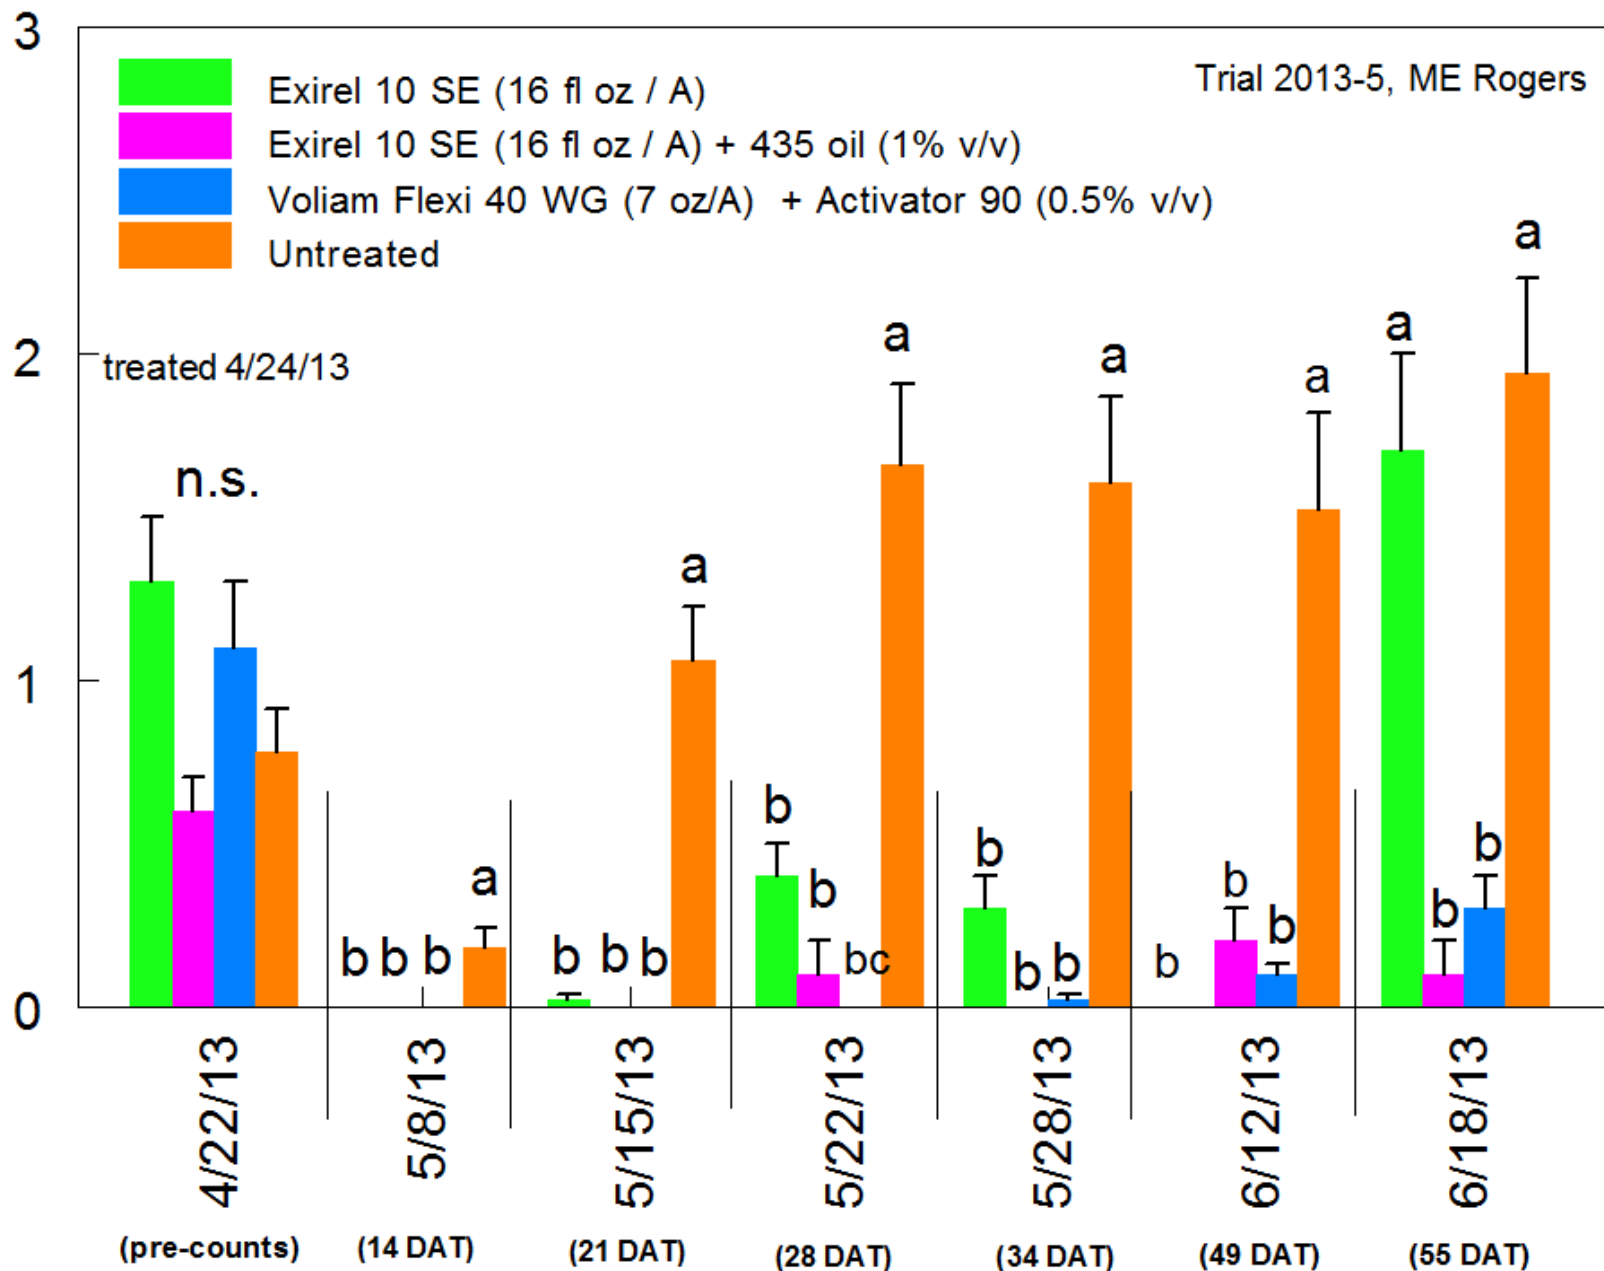 3
Trial 2013-5, ME Rogers
Exirel 10 SE (16 fl oz / A)
Exirel 10 SE (16 fl oz / A) + 435 oil (1% v/v)
Voliam Flexi 40 WG (7 oz/A) + Activator 90 (0.5% v/v)
Untreated
2
treated 4/24/13
n.s.
1
0
b b b a
b b b a
b b bc a
b b b a
b b b a
a b b a
4/22/13 5/8/13 5/15/13 5/22/13 5/28/13 6/12/13 6/18/13
(pre-counts) (14 DAT) (21 DAT) (28 DAT) (34 DAT) (49 DAT) (55 DAT)